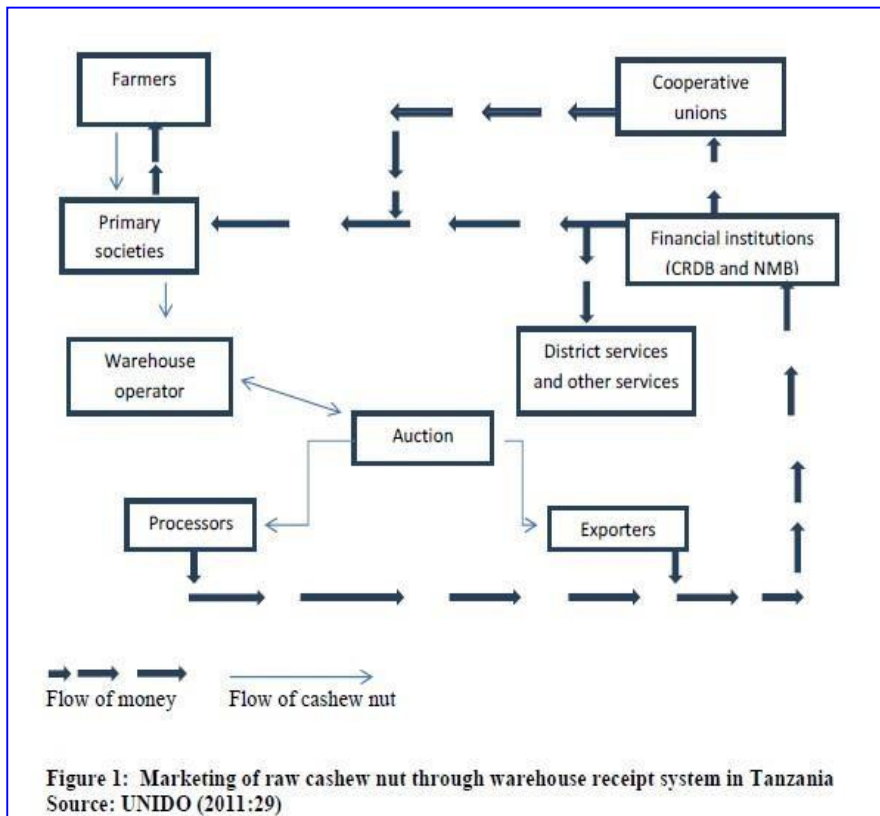 Farmers
Cooperative
unions
Primary
societies
Financial institutions
(CRDB and NMB)
Warehouse
operator
District services
and other services
Auction
Processors
Exporters
Flow of money
Flow of cashew nut
Figure 1: Marketing of raw cashew nut through warehouse receipt system in Tanzania
Source: UNIDO (2011:29)